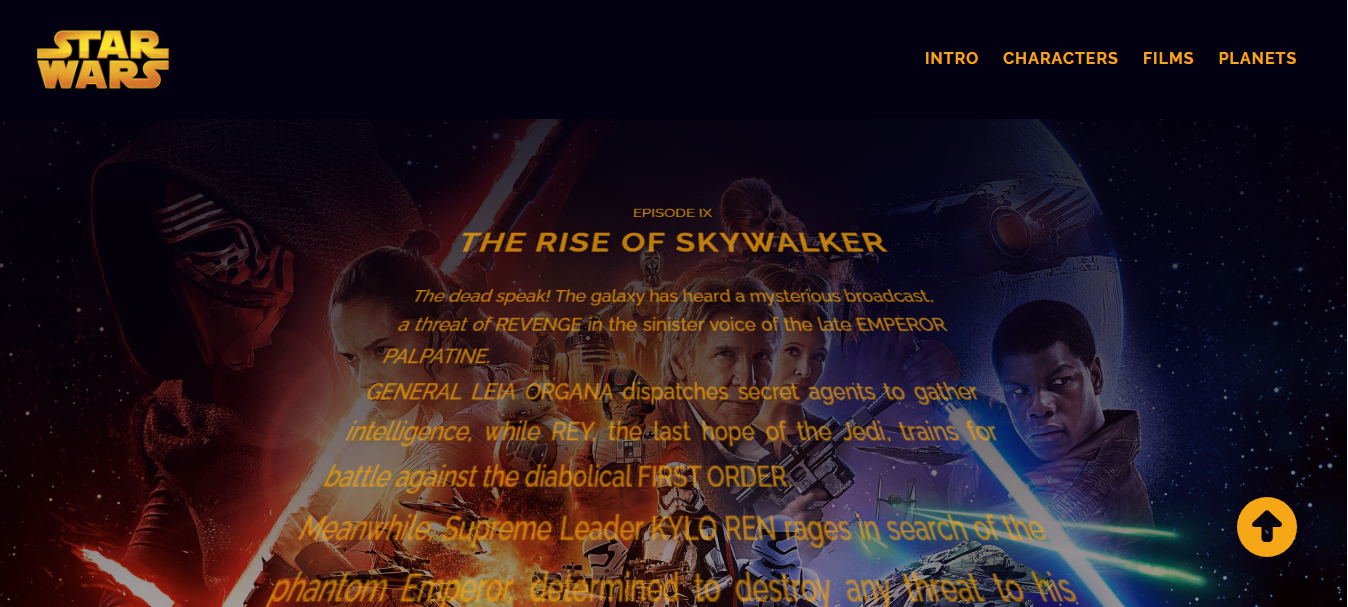 STAR
WARS
INTRO CHARACTERS FILMS PLANETS
EPISODE IX
THE RISE OF SKYWALKER
The dead speak! The galaxy has heard a mysterious broadcast,
a threat of REVENGE in the sinister voice of the late EMPEROR
PALPATINE.
GENERAL LEIA ORGANA dispatches secret agents to gather
intelligence, while REY, the last hope of the Jedi, trains for
battle against the diabolical FIRST ORDER.
Meanwhile, Supreme Leader KYLO REN rages in search of the
phantom Emperor, determined to destroy any threat to his